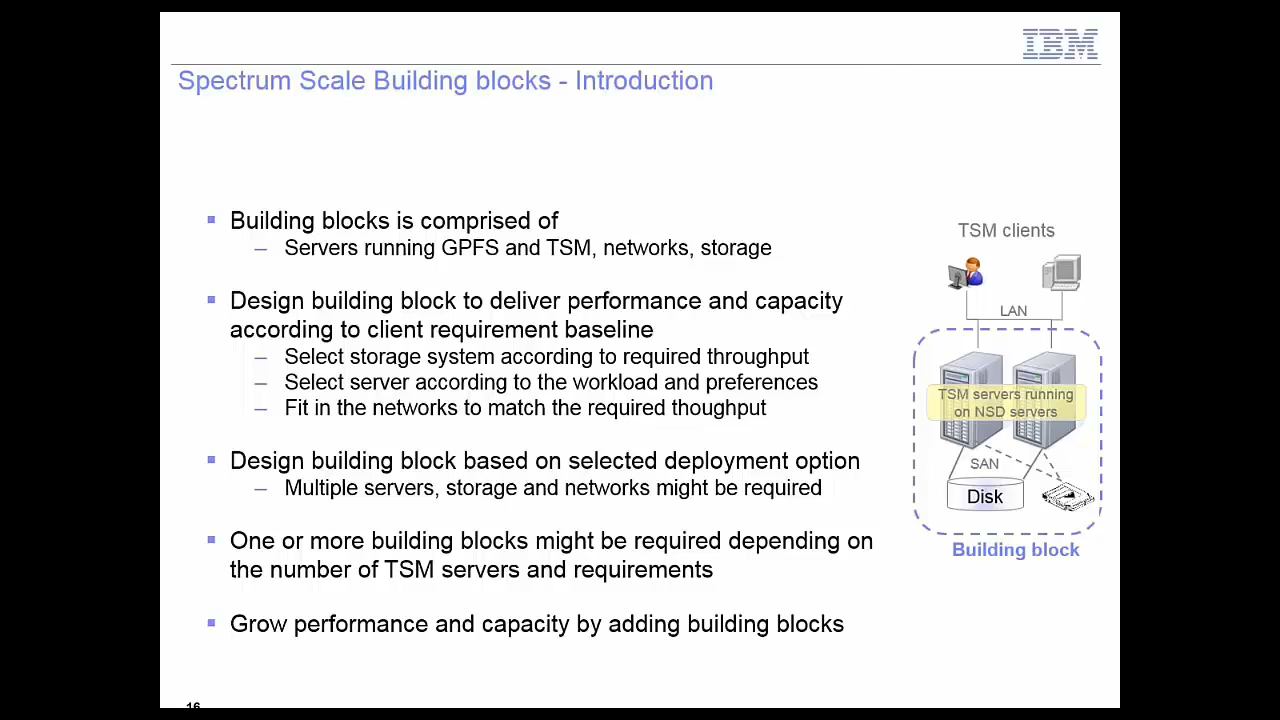 IBM
Spectrum Scale Building blocks - Introduction
▪ Building blocks is comprised of
– Servers running GPFS and TSM, networks, storage
▪ Design building block to deliver performance and capacity
according to client requirement baseline
– Select storage system according to required throughput
– Select server according to the workload and preferences
– Fit in the networks to match the required thoughput
▪ Design building block based on selected deployment option
– Multiple servers, storage and networks might be required
▪ One or more building blocks might be required depending on
the number of TSM servers and requirements
▪ Grow performance and capacity by adding building blocks
TSM clients
LAN
TSM servers running
on NSD servers
SAN
Disk
Building block
16